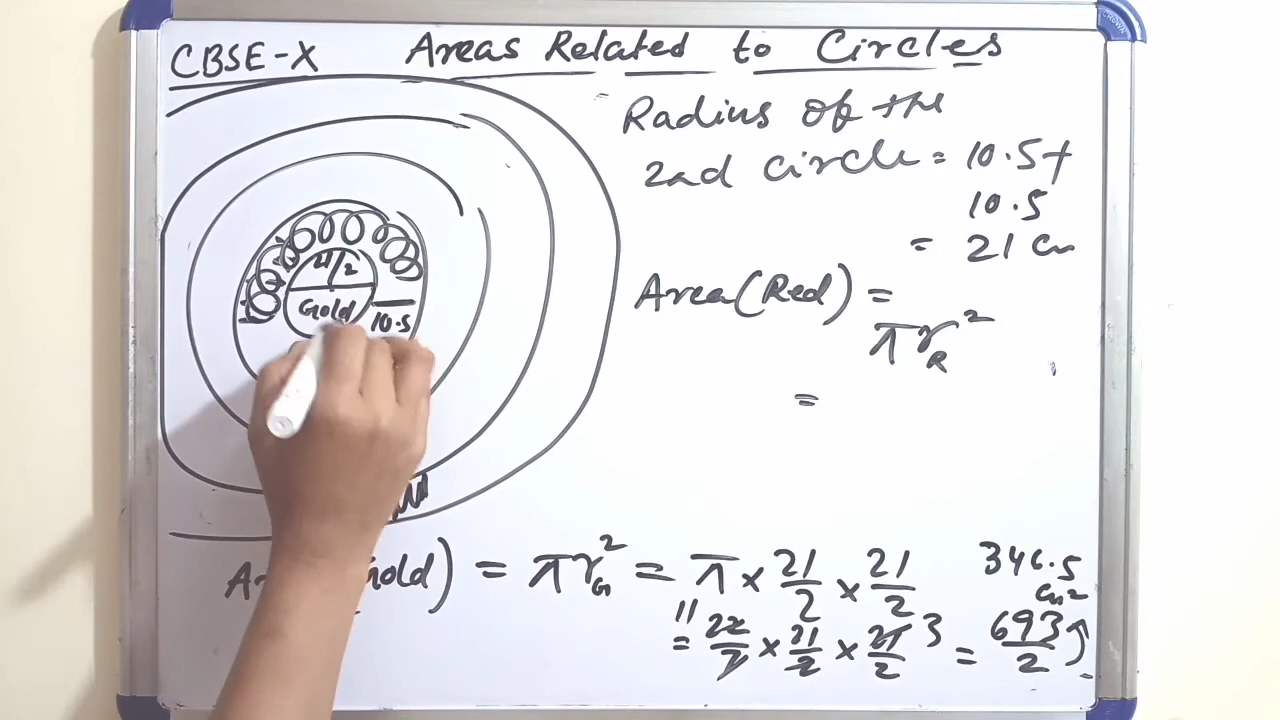 CBSE-X Areas Related to Circles
Radius of the
2nd circle = 10.5 +
10.5
= 21 cm
Area (Red) =
πr_R²
=
21/2
Gold
10.5
Gold) = πr_G² = π × 21/2 × 21/2
= 22/7 × 21/2 × 21/2 = 693/2
11
3
346.5
cm²
CROWN